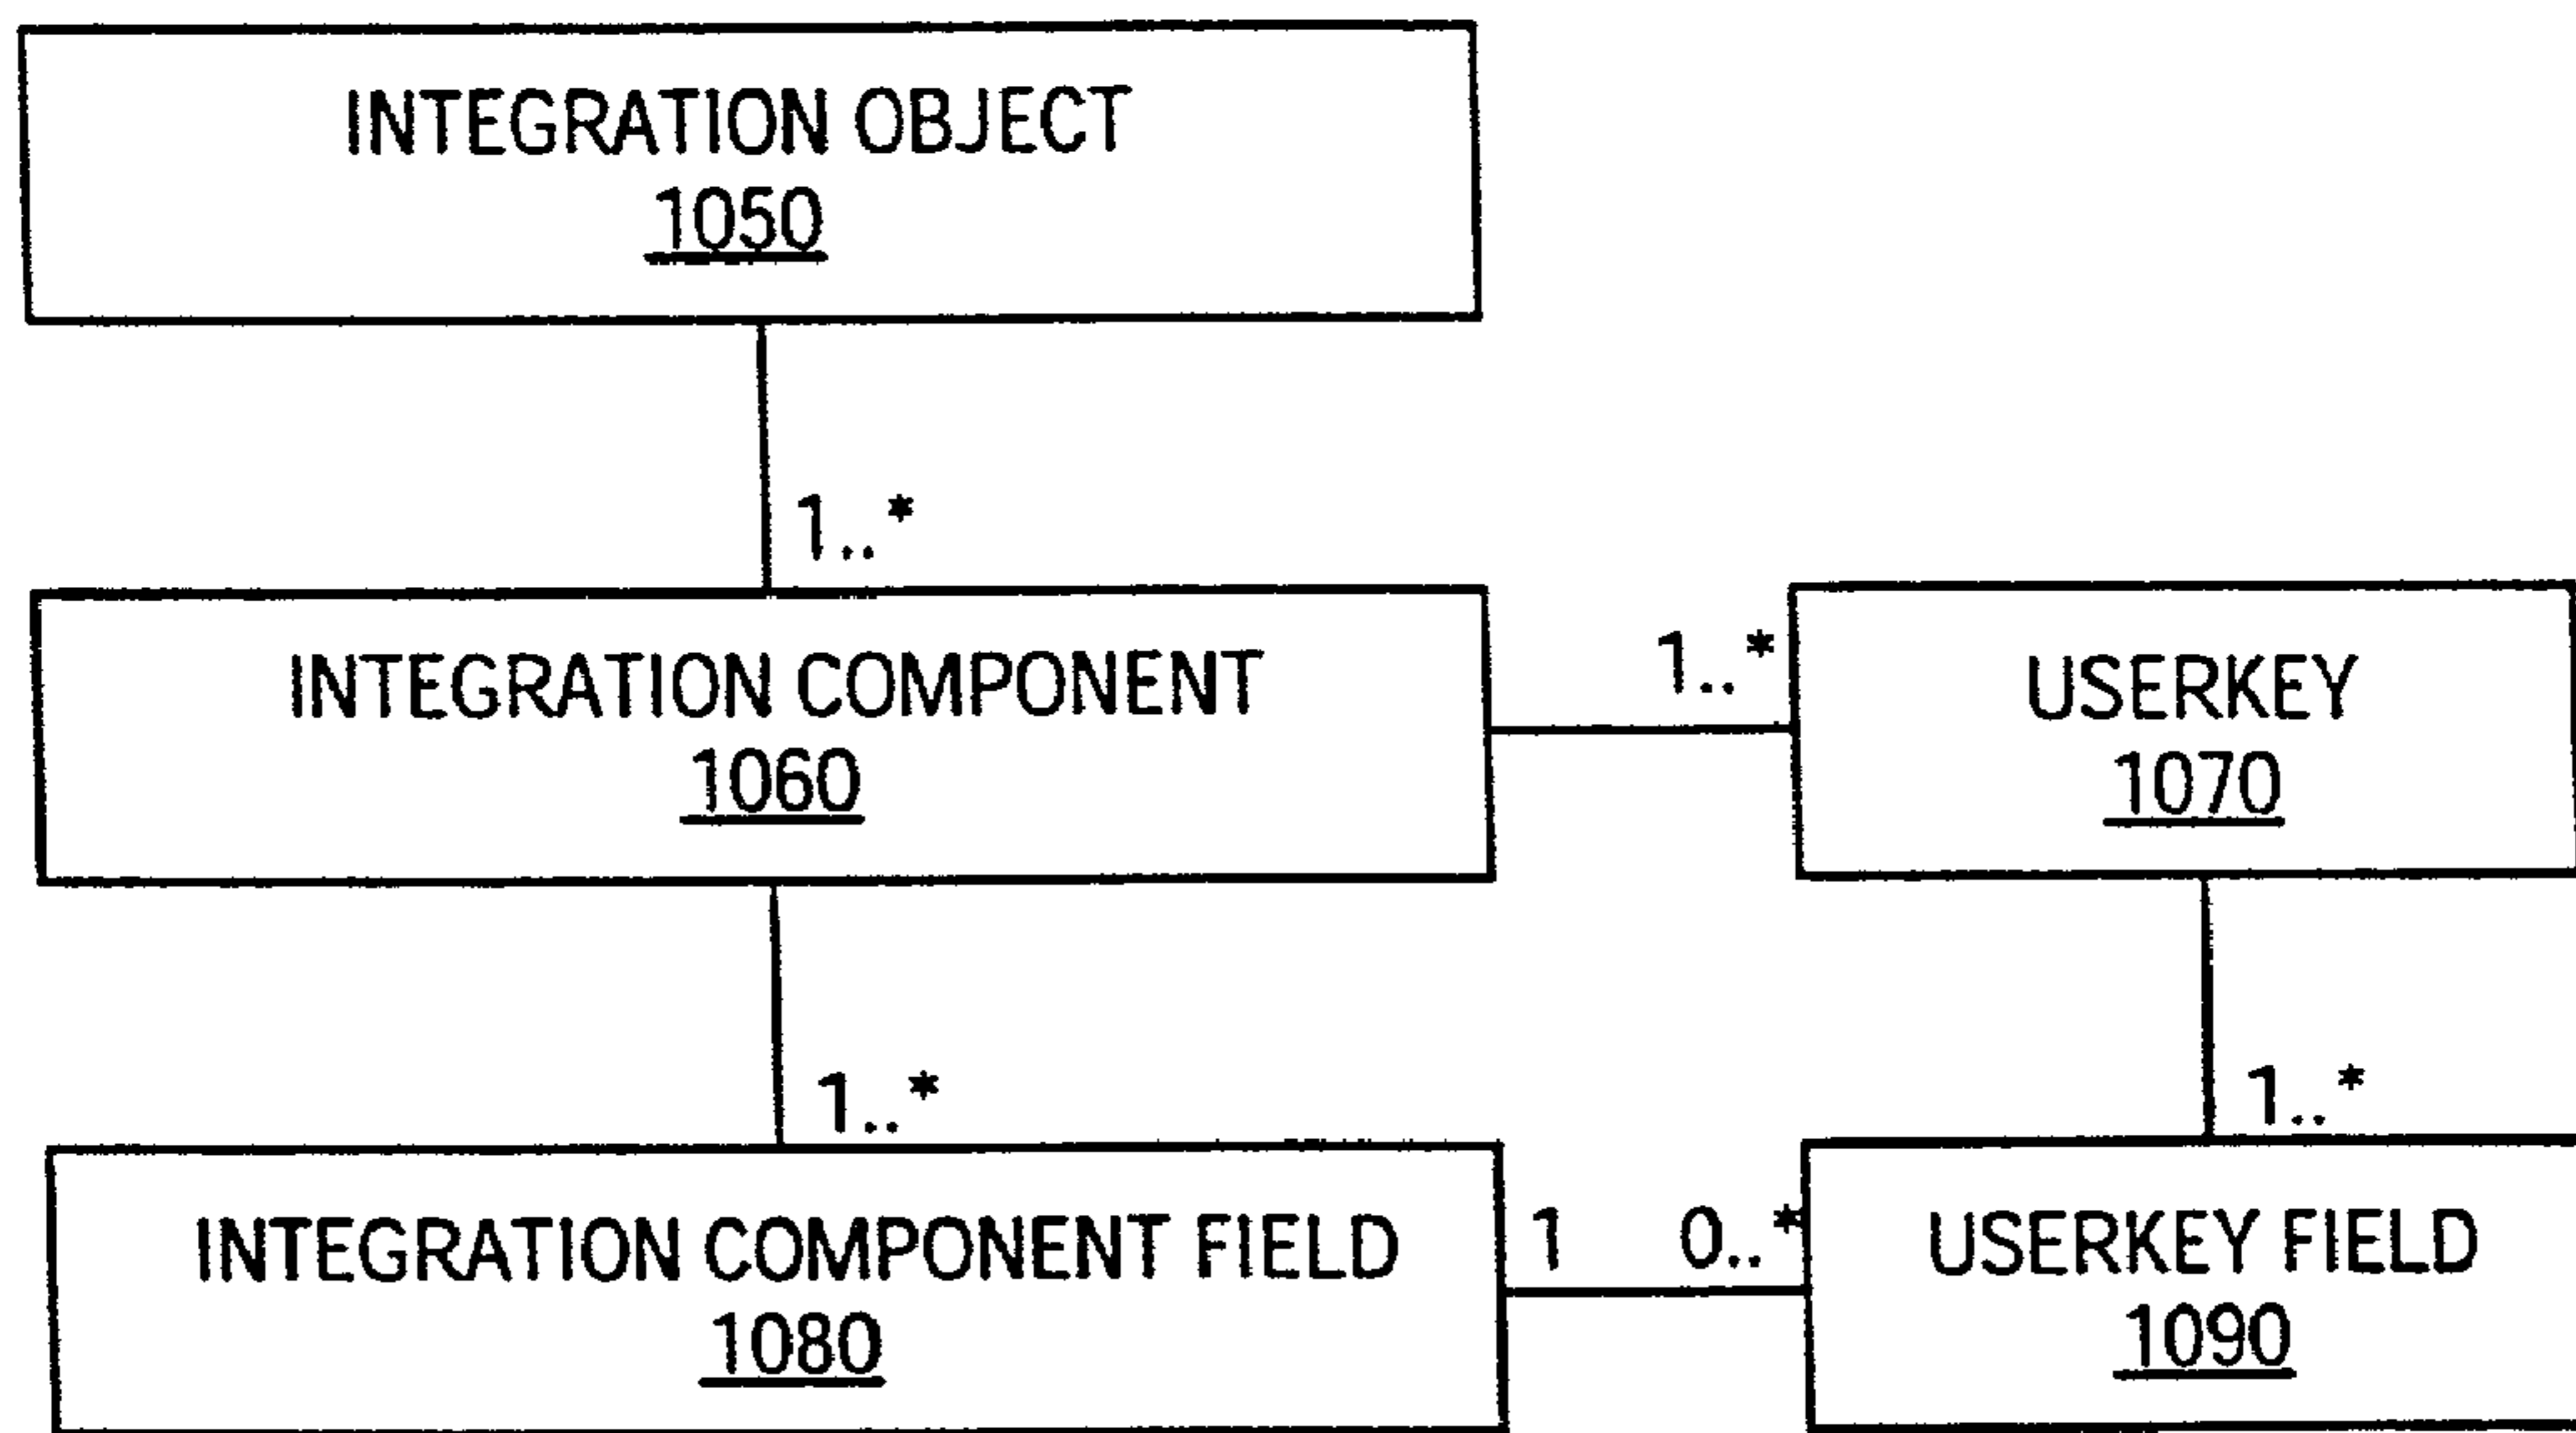 INTEGRATION OBJECT
1050
1..*
INTEGRATION COMPONENT
1060
1..*
USERKEY
1070
1..*
1..*
INTEGRATION COMPONENT FIELD
1080
1 0..*
USERKEY FIELD
1090